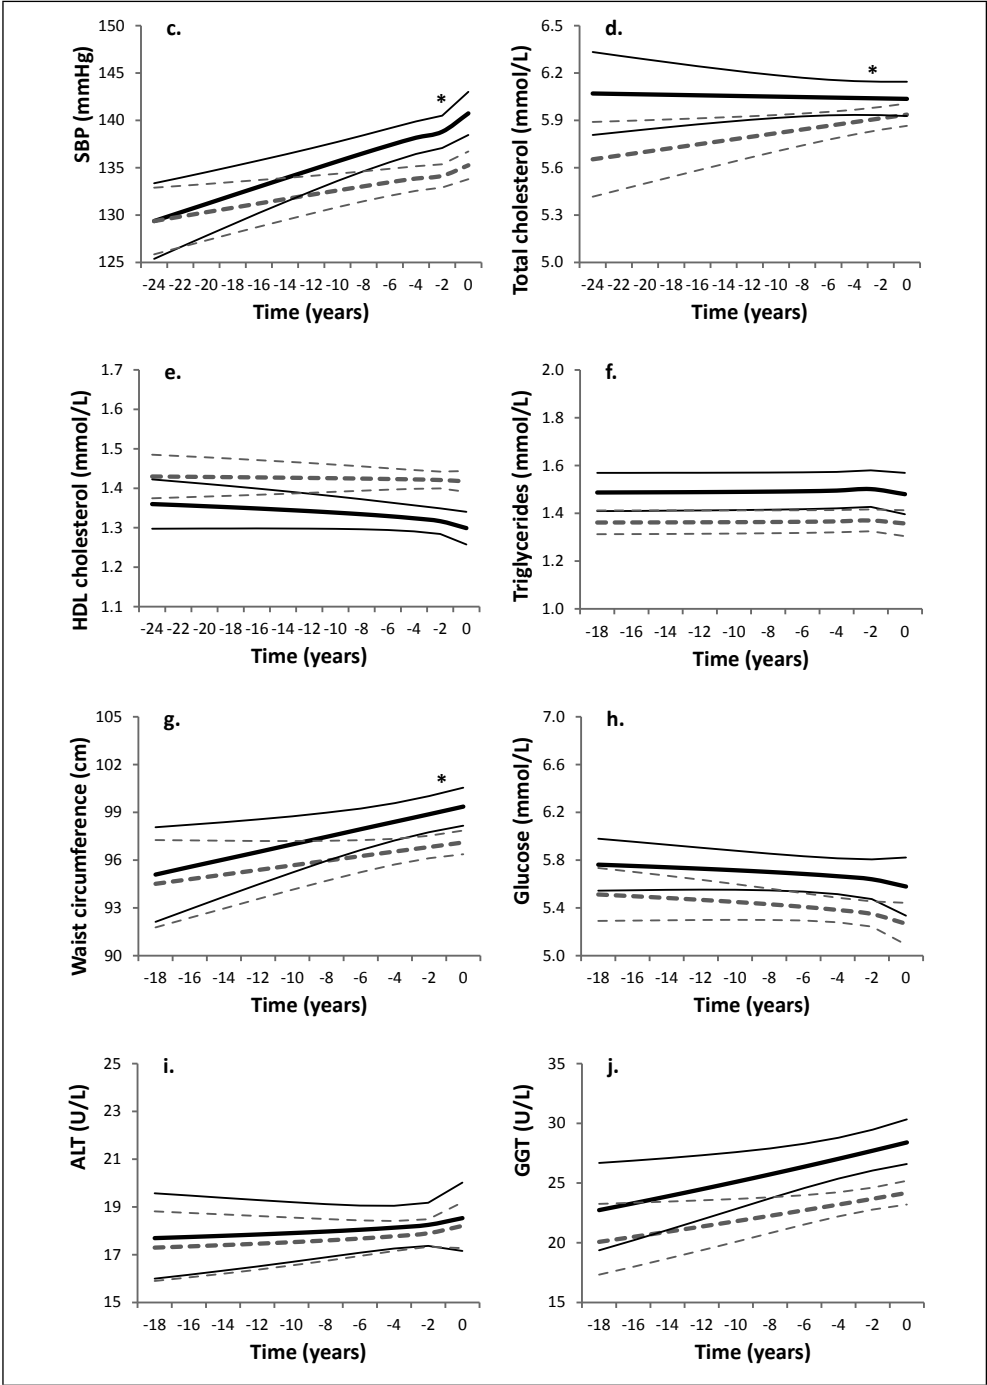 c.
SBP (mmHg)
150
145
140
135
130
125
*
-24 -22 -20 -18 -16 -14 -12 -10 -8 -6 -4 -2 0
Time (years)
d.
Total cholesterol (mmol/L)
6.5
6.2
5.9
5.6
5.3
5.0
*
-24 -22 -20 -18 -16 -14 -12 -10 -8 -6 -4 -2 0
Time (years)
e.
HDL cholesterol (mmol/L)
1.7
1.6
1.5
1.4
1.3
1.2
1.1
-24 -22 -20 -18 -16 -14 -12 -10 -8 -6 -4 -2 0
Time (years)
f.
Triglycerides (mmol/L)
2.0
1.8
1.6
1.4
1.2
1.0
-18 -16 -14 -12 -10 -8 -6 -4 -2 0
Time (years)
g.
Waist circumference (cm)
105
102
99
96
93
90
*
-18 -16 -14 -12 -10 -8 -6 -4 -2 0
Time (years)
h.
Glucose (mmol/L)
7.0
6.6
6.2
5.8
5.4
5.0
-18 -16 -14 -12 -10 -8 -6 -4 -2 0
Time (years)
i.
ALT (U/L)
25
23
21
19
17
15
-18 -16 -14 -12 -10 -8 -6 -4 -2 0
Time (years)
j.
GGT (U/L)
35
30
25
20
15
-18 -16 -14 -12 -10 -8 -6 -4 -2 0
Time (years)